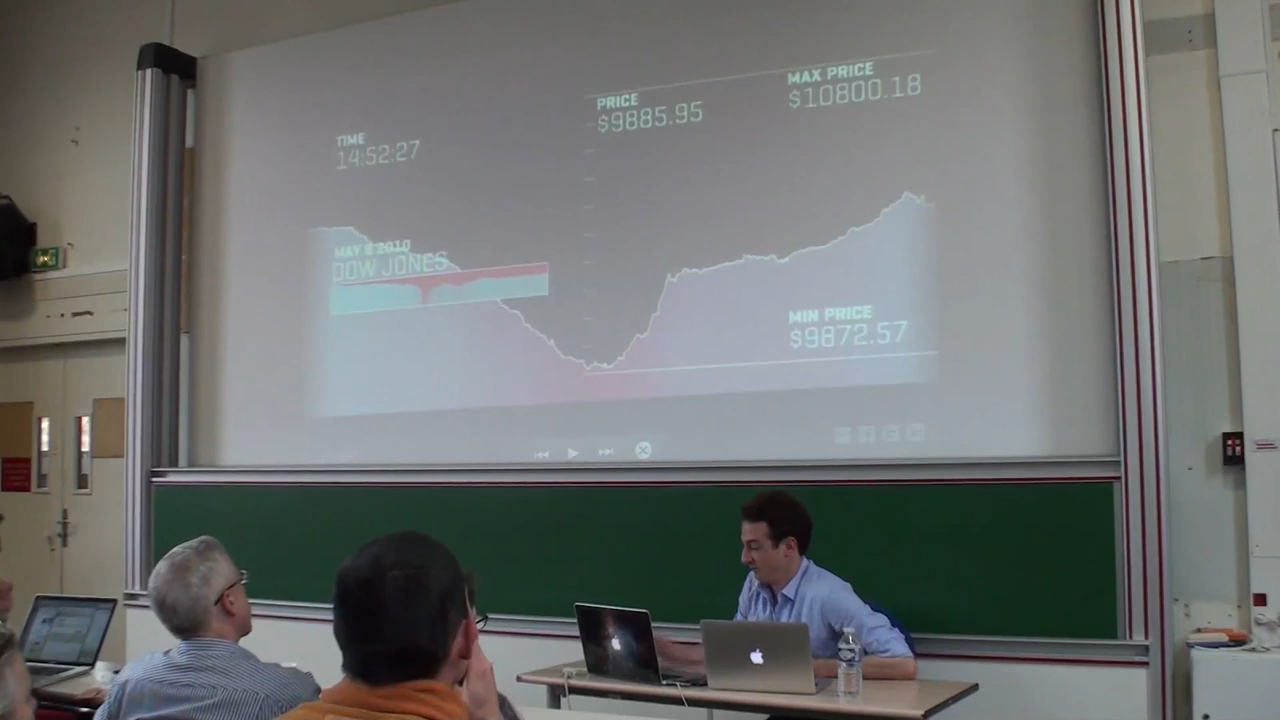 PRICE
$9885.95
MAX PRICE
$10800.18
TIME
14:52:27
MAY 6 2010
DOW JONES
MIN PRICE
$9872.57